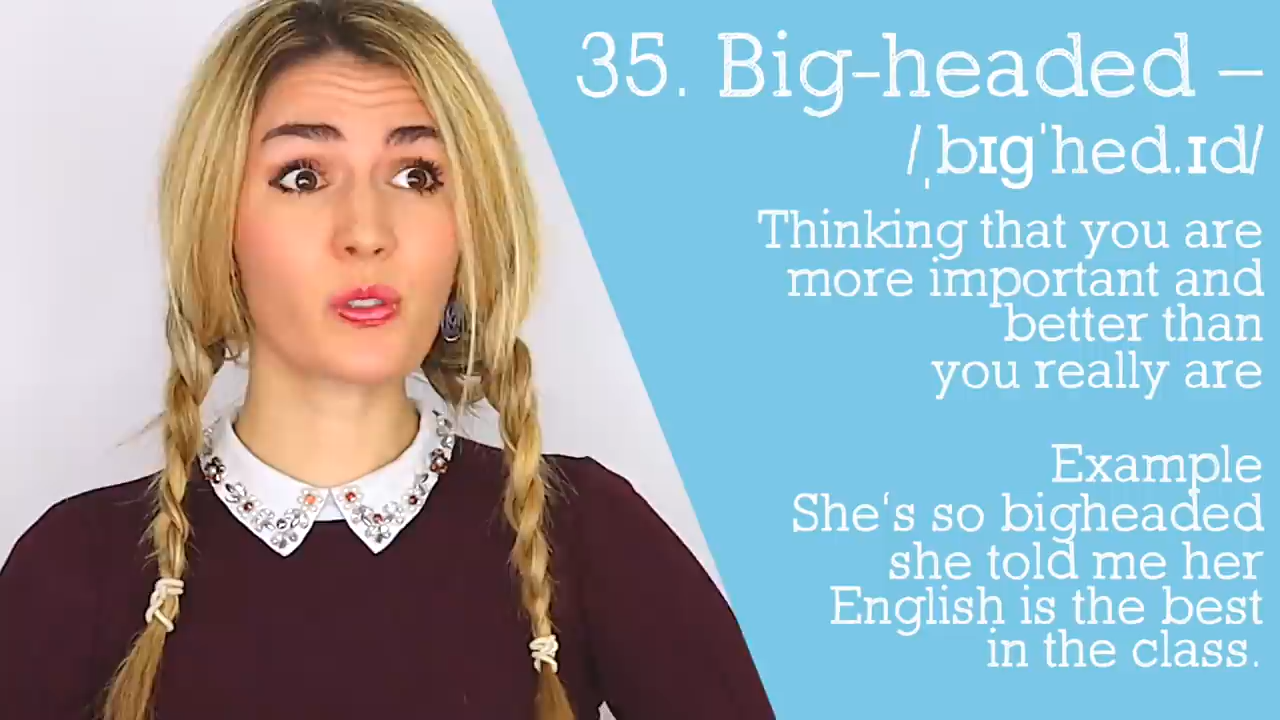 35. Big-headed –
/ˌbɪɡˈhed.ɪd/
Thinking that you are
more important and
better than
you really are
Example
She's so bigheaded
she told me her
English is the best
in the class.